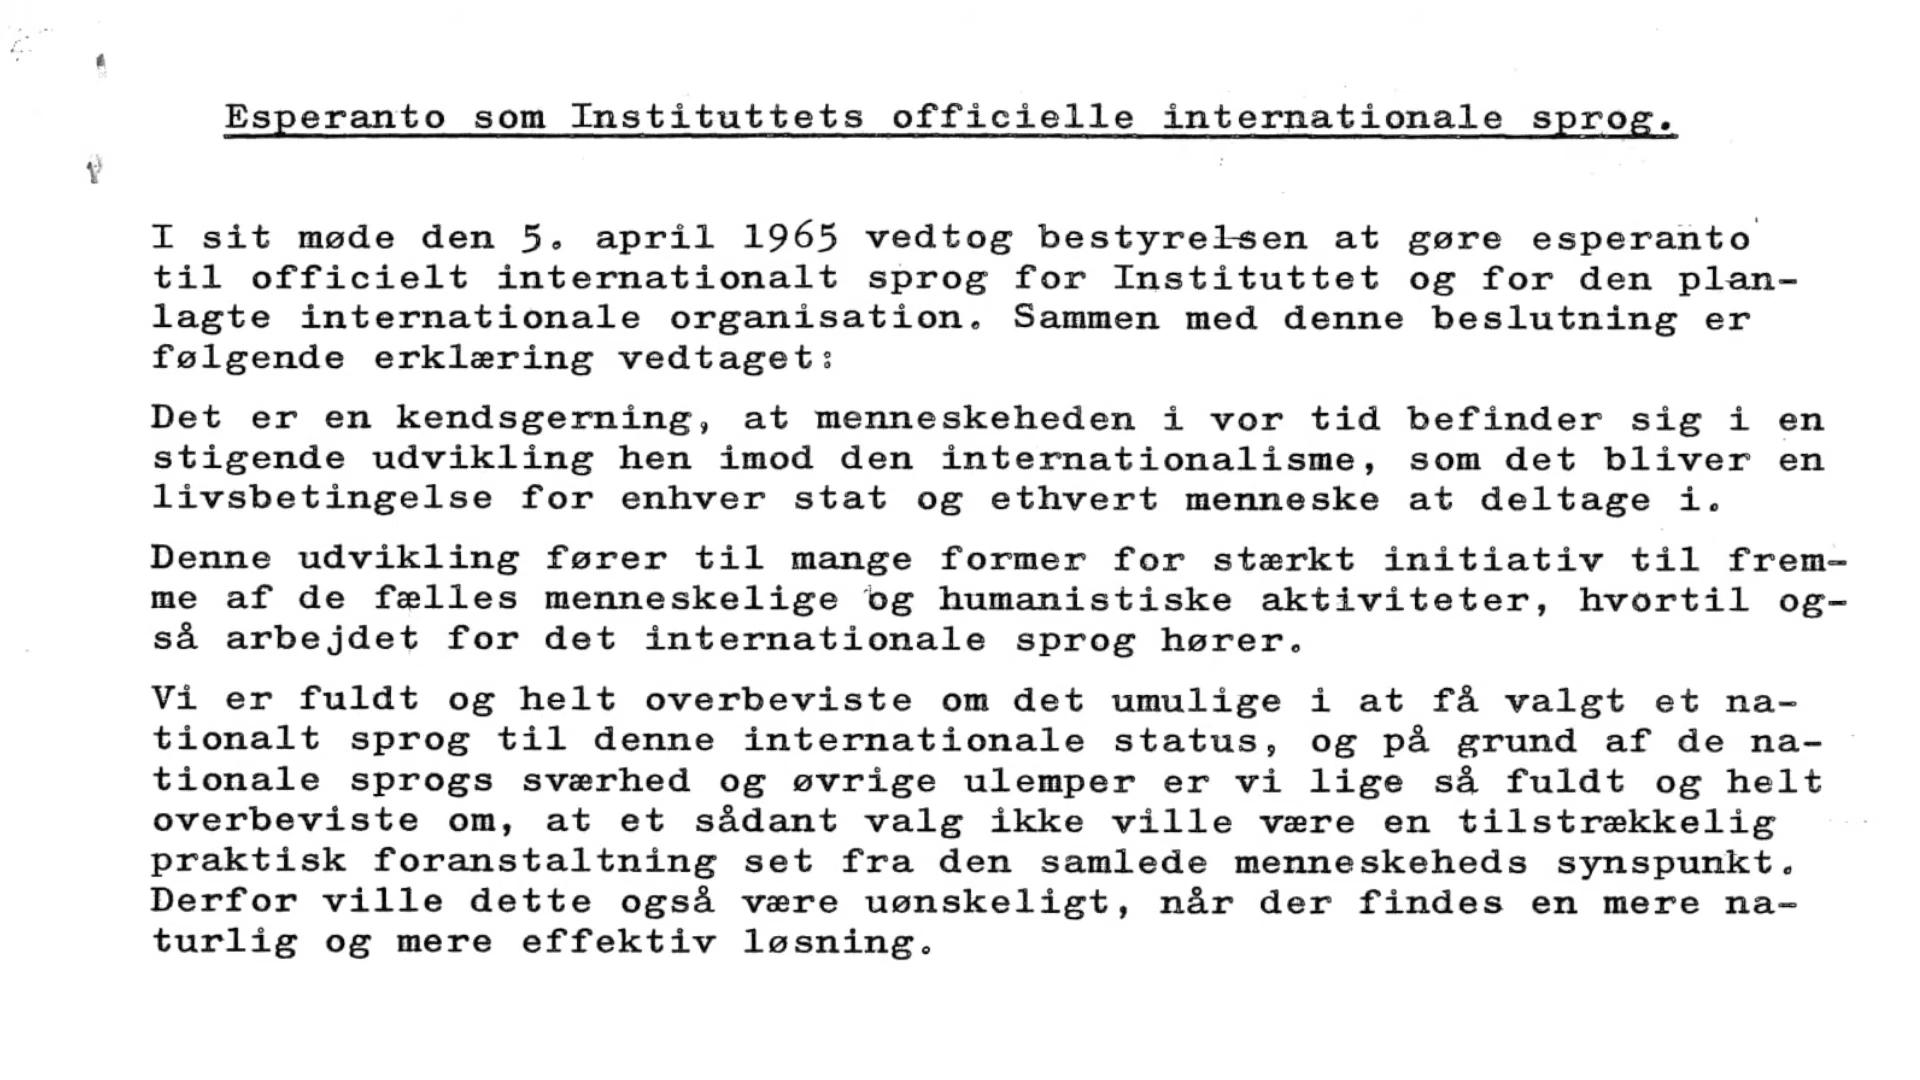 Esperanto som Instituttets officielle internationale sprog.
I sit møde den 5. april 1965 vedtog bestyrelsen at gøre esperanto
til officielt internationalt sprog for Instituttet og for den plan-
lagte internationale organisation. Sammen med denne beslutning er
følgende erklæring vedtaget:
Det er en kendsgerning, at menneskeheden i vor tid befinder sig i en
stigende udvikling hen imod den internationalisme, som det bliver en
livsbetingelse for enhver stat og ethvert menneske at deltage i.
Denne udvikling fører til mange former for stærkt initiativ til frem-
me af de fælles menneskelige og humanistiske aktiviteter, hvortil og-
så arbejdet for det internationale sprog hører.
Vi er fuldt og helt overbeviste om det umulige i at få valgt et na-
tionalt sprog til denne internationale status, og på grund af de na-
tionale sprogs sværhed og øvrige ulemper er vi lige så fuldt og helt
overbeviste om, at et sådant valg ikke ville være en tilstrækkelig
praktisk foranstaltning set fra den samlede menneskeheds synspunkt.
Derfor ville dette også være uønskeligt, når der findes en mere na-
turlig og mere effektiv løsning.